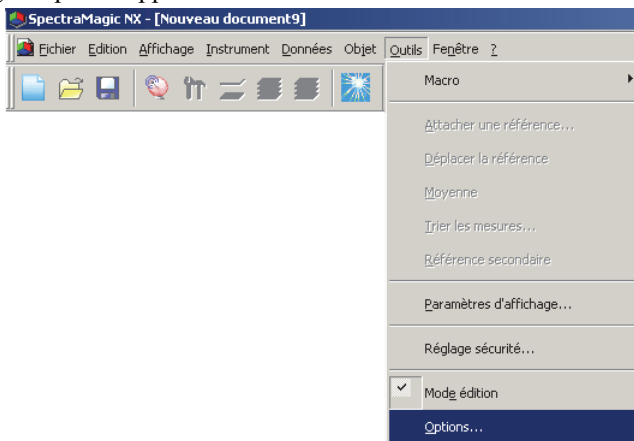 SpectraMagic NX - [Nouveau document9]
Fichier Edition Affichage Instrument Données Objet Outils Fenêtre ?
Macro
Attacher une référence...
Déplacer la référence
Moyenne
Trier les mesures...
Référence secondaire
Paramètres d'affichage...
Réglage sécurité...
Mode édition
Options...